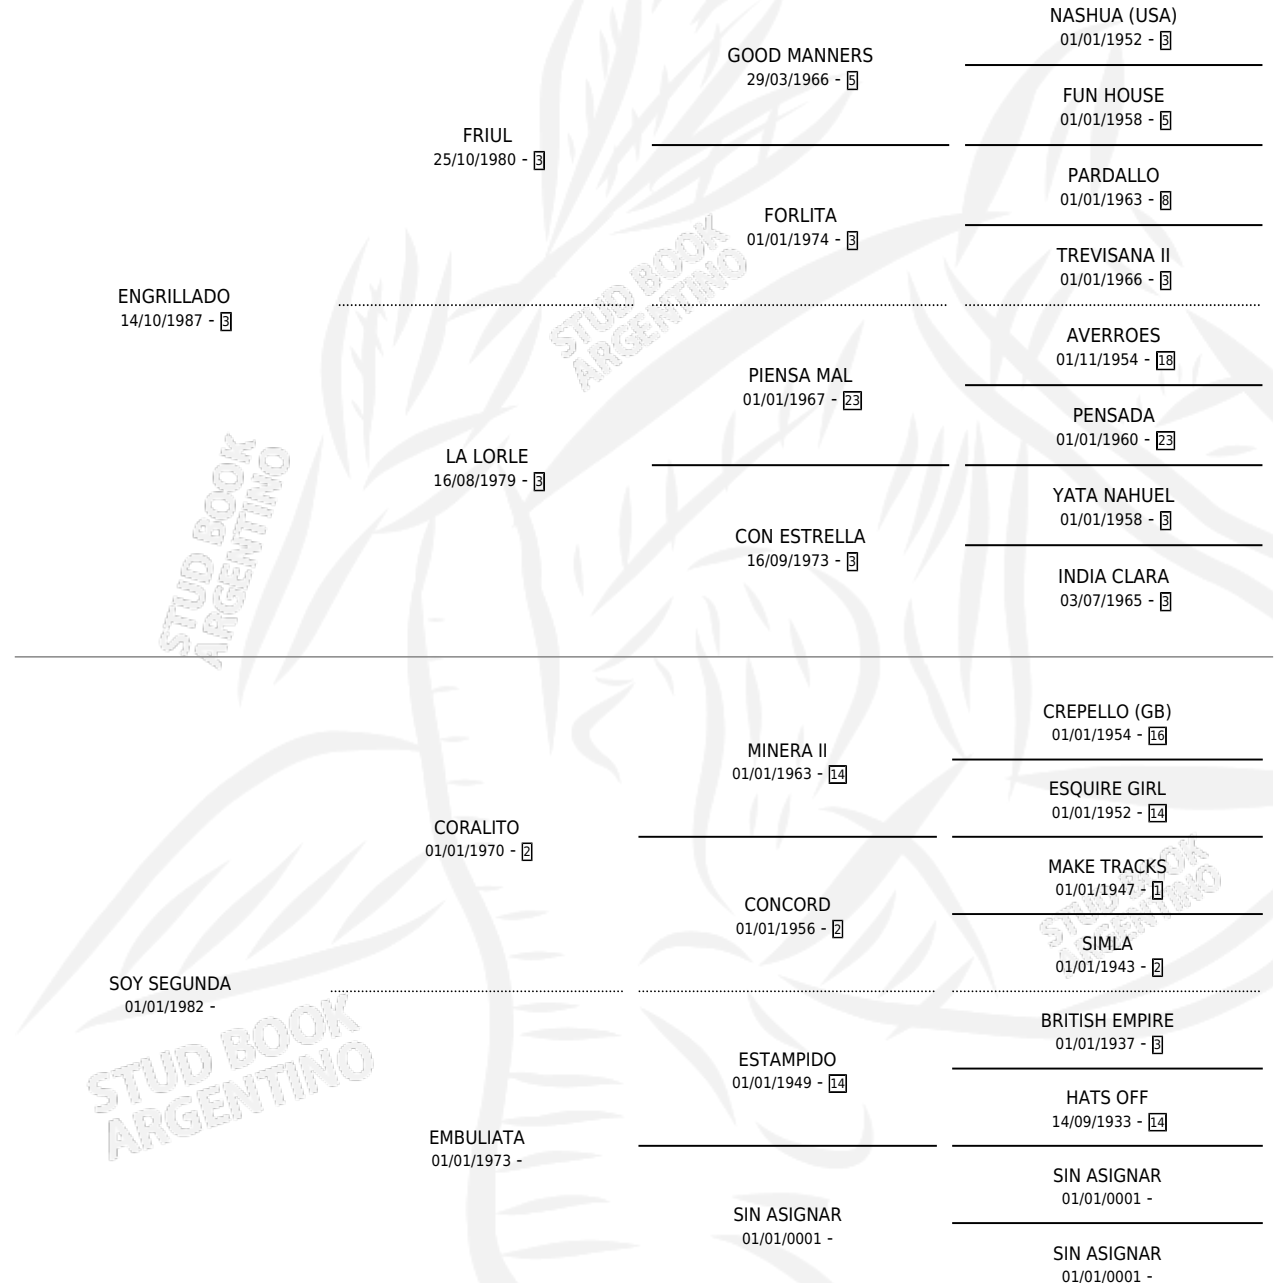 NASHUA (USA)
01/01/1952 - 3
GOOD MANNERS
29/03/1966 - 5
FUN HOUSE
01/01/1958 - 5
FRIUL
25/10/1980 - 3
PARDALLO
01/01/1963 - 8
FORLITA
01/01/1974 - 3
TREVISANA II
01/01/1966 - 3
STUD BOOK
ARGENTINO
ENGRILLADO
14/10/1987 - 3
AVERROES
01/11/1954 - 18
PIENSA MAL
01/01/1967 - 23
PENSADA
01/01/1960 - 23
LA LORLE
16/08/1979 - 3
YATA NAHUEL
01/01/1958 - 3
CON ESTRELLA
16/09/1973 - 3
INDIA CLARA
03/07/1965 - 3
STUD BOOK
ARGENTINO
CREPELLO (GB)
01/01/1954 - 16
MINERA II
01/01/1963 - 14
ESQUIRE GIRL
01/01/1952 - 14
CORALITO
01/01/1970 - 2
MAKE TRACKS
01/01/1947 - 1
CONCORD
01/01/1956 - 2
SIMLA
01/01/1943 - 2
STUD BOOK
ARGENTINO
SOY SEGUNDA
01/01/1982 -
BRITISH EMPIRE
01/01/1937 - 3
ESTAMPIDO
01/01/1949 - 14
HATS OFF
14/09/1933 - 14
STUD BOOK
ARGENTINO
EMBULIATA
01/01/1973 -
SIN ASIGNAR
01/01/0001 -
SIN ASIGNAR
01/01/0001 -
SIN ASIGNAR
01/01/0001 -